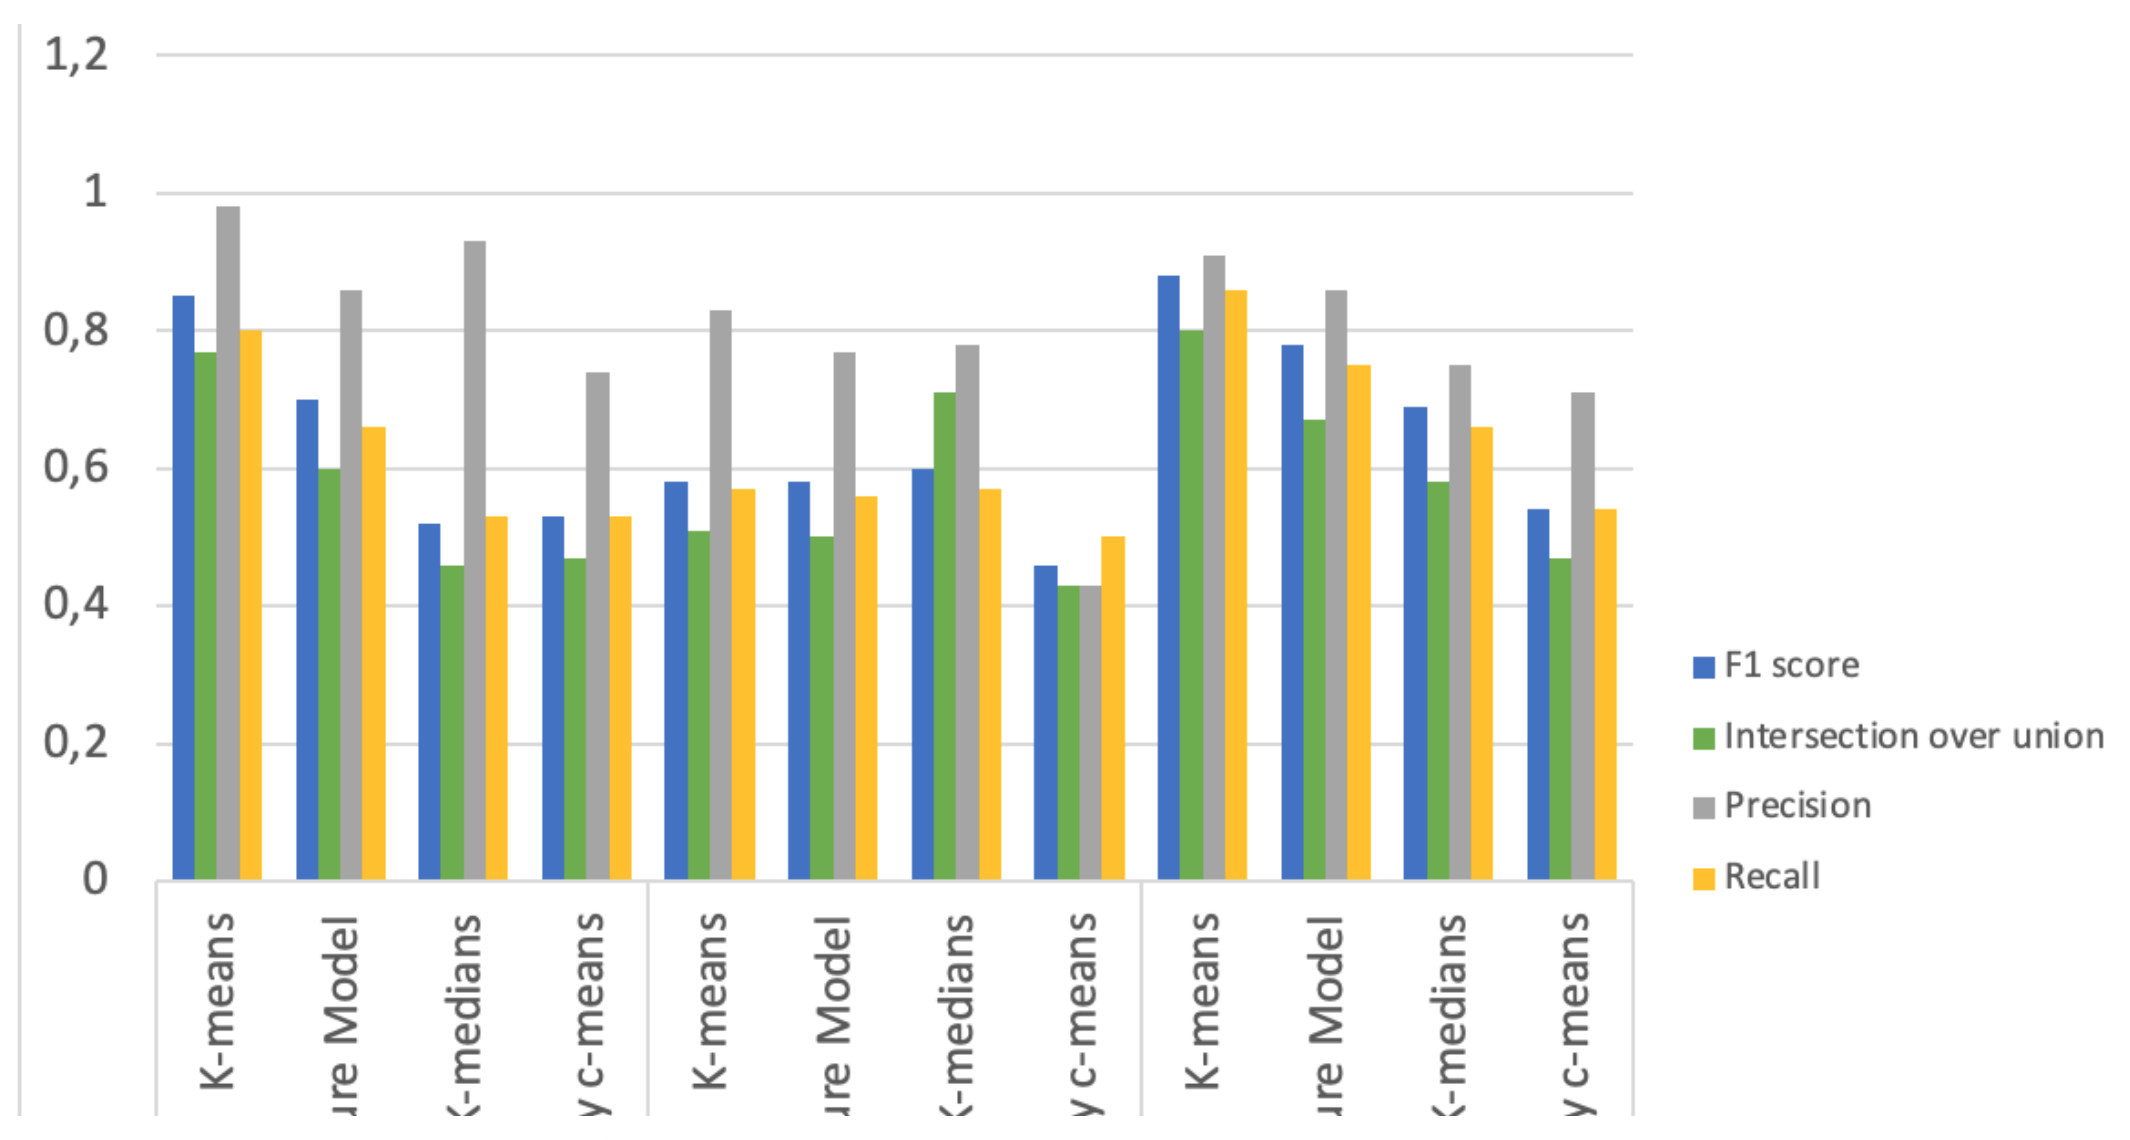 1,2
1
0,8
0,6
0,4
0,2
0
K-means
ure Model
K-medians
y c-means
K-means
ure Model
K-medians
y c-means
K-means
ure Model
K-medians
y c-means
F1 score
Intersection over union
Precision
Recall